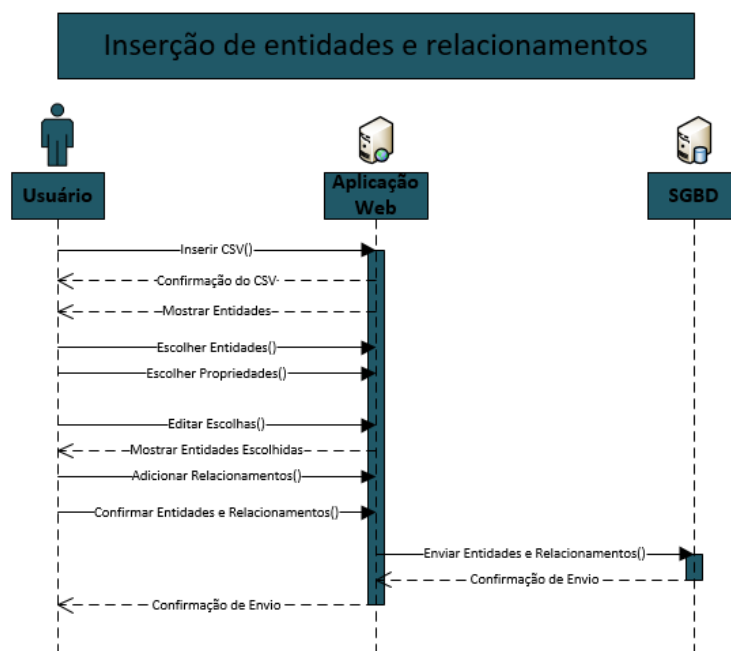 Inserção de entidades e relacionamentos
Usuário
Aplicação
Web
SGBD
Inserir CSV()
Confirmação do CSV
Mostrar Entidades
Escolher Entidades()
Escolher Propriedades()
Editar Escolhas()
Mostrar Entidades Escolhidas
Adicionar Relacionamentos()
Confirmar Entidades e Relacionamentos()
Enviar Entidades e Relacionamentos()
Confirmação de Envio
Confirmação de Envio